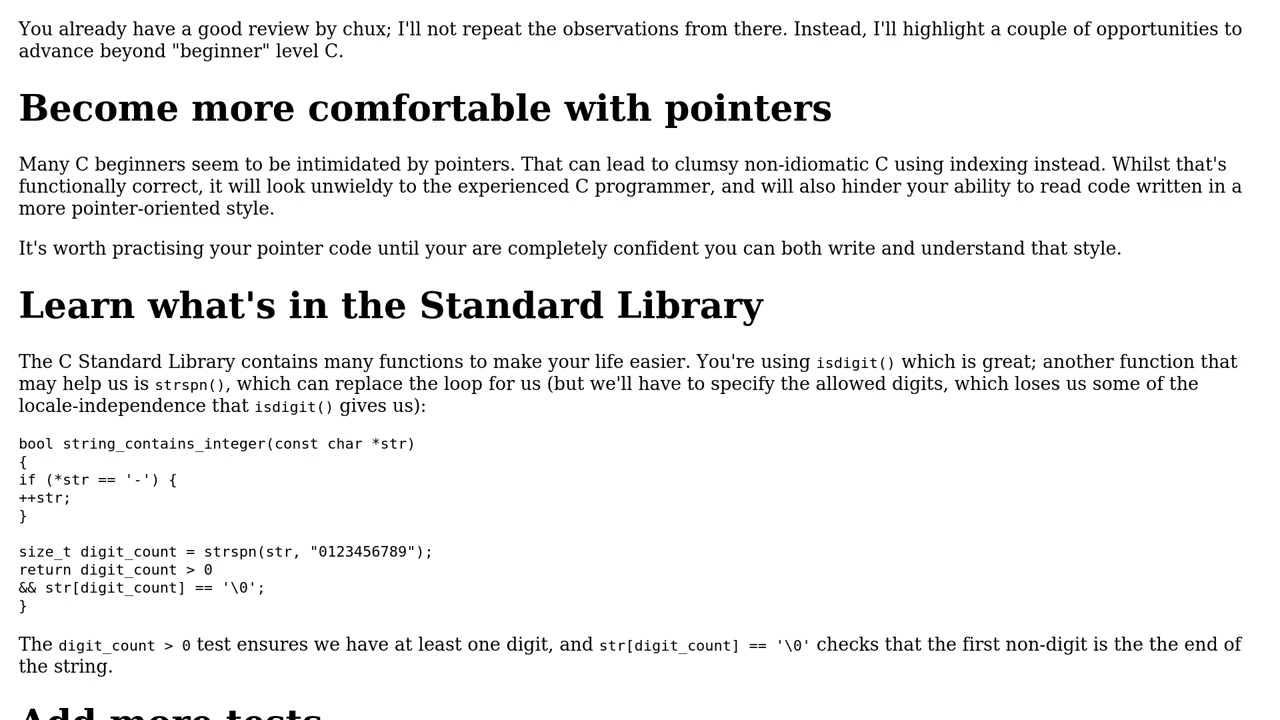 You already have a good review by chux; I'll not repeat the observations from there. Instead, I'll highlight a couple of opportunities to
advance beyond "beginner" level C.
Become more comfortable with pointers
Many C beginners seem to be intimidated by pointers. That can lead to clumsy non-idiomatic C using indexing instead. Whilst that's
functionally correct, it will look unwieldy to the experienced C programmer, and will also hinder your ability to read code written in a
more pointer-oriented style.
It's worth practising your pointer code until your are completely confident you can both write and understand that style.
Learn what's in the Standard Library
The C Standard Library contains many functions to make your life easier. You're using isdigit() which is great; another function that
may help us is strspn(), which can replace the loop for us (but we'll have to specify the allowed digits, which loses us some of the
locale-independence that isdigit() gives us):
bool string_contains_integer(const char *str)
{
if (*str == '-') {
++str;
}
size_t digit_count = strspn(str, "0123456789");
return digit_count > 0
&& str[digit_count] == '\0';
}
The digit_count > 0 test ensures we have at least one digit, and str[digit_count] == '\0' checks that the first non-digit is the the end of
the string.
Add more tests